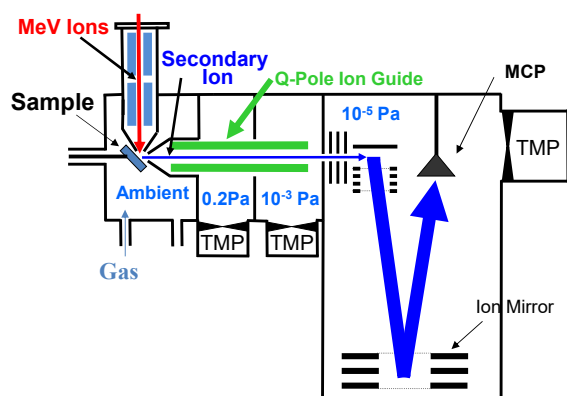 MeV Ions
Secondary
Ion
Q-Pole Ion Guide
MCP
Sample
10-5 Pa
TMP
Ambient
0.2Pa
10-3 Pa
TMP
TMP
Gas
Ion Mirror